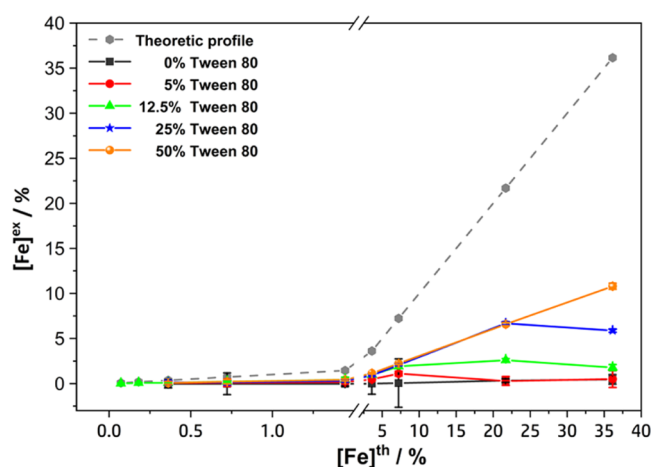 40
35
30
25
20
15
10
5
0
[Fe]ᵉˣ / %
Theoretic profile
0% Tween 80
5% Tween 80
12.5% Tween 80
25% Tween 80
50% Tween 80
0.0 0.5 1.0 5 10 15 20 25 30 35 40
[Fe]ᵗʰ / %